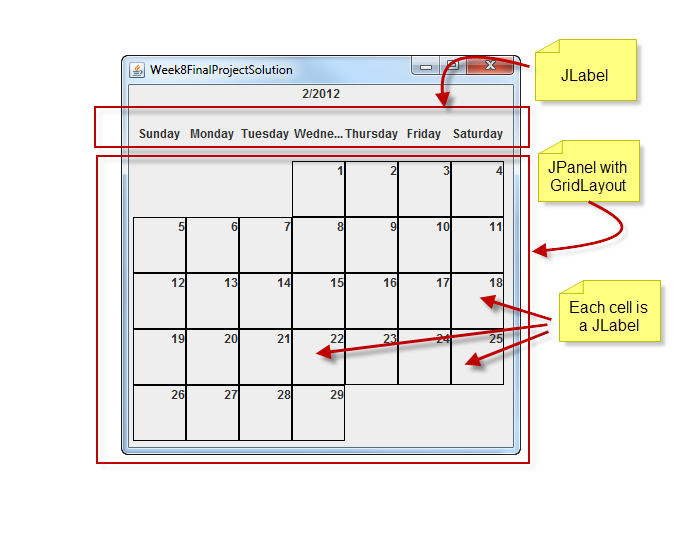 Week8FinalProjectSolution
2/2012
JLabel
Sunday Monday Tuesday Wedne... Thursday Friday Saturday
JPanel with
GridLayout
1 2 3 4
5 6 7 8 9 10 11
12 13 14 15 16 17 18
Each cell is
a JLabel
19 20 21 22 23 24 25
26 27 28 29